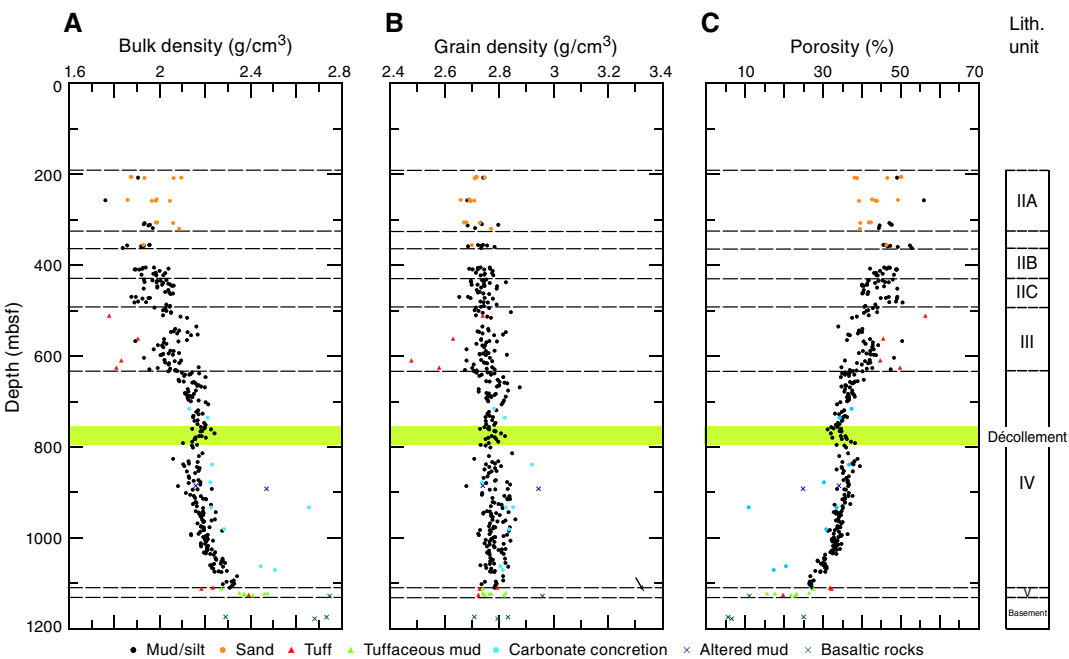 A
B
C
Bulk density (g/cm3)
Grain density (g/cm3)
Porosity (%)
Lith.
unit
1.6 2 2.4 2.8
2.4 2.6 2.8 3 3.4
10 30 50 70
0
200
400
600
800
1000
1200
Depth (mbsf)
IIA
IIB
IIC
III
Décollement
IV
V
Basement
Mud/silt Sand Tuff Tuffaceous mud Carbonate concretion Altered mud Basaltic rocks